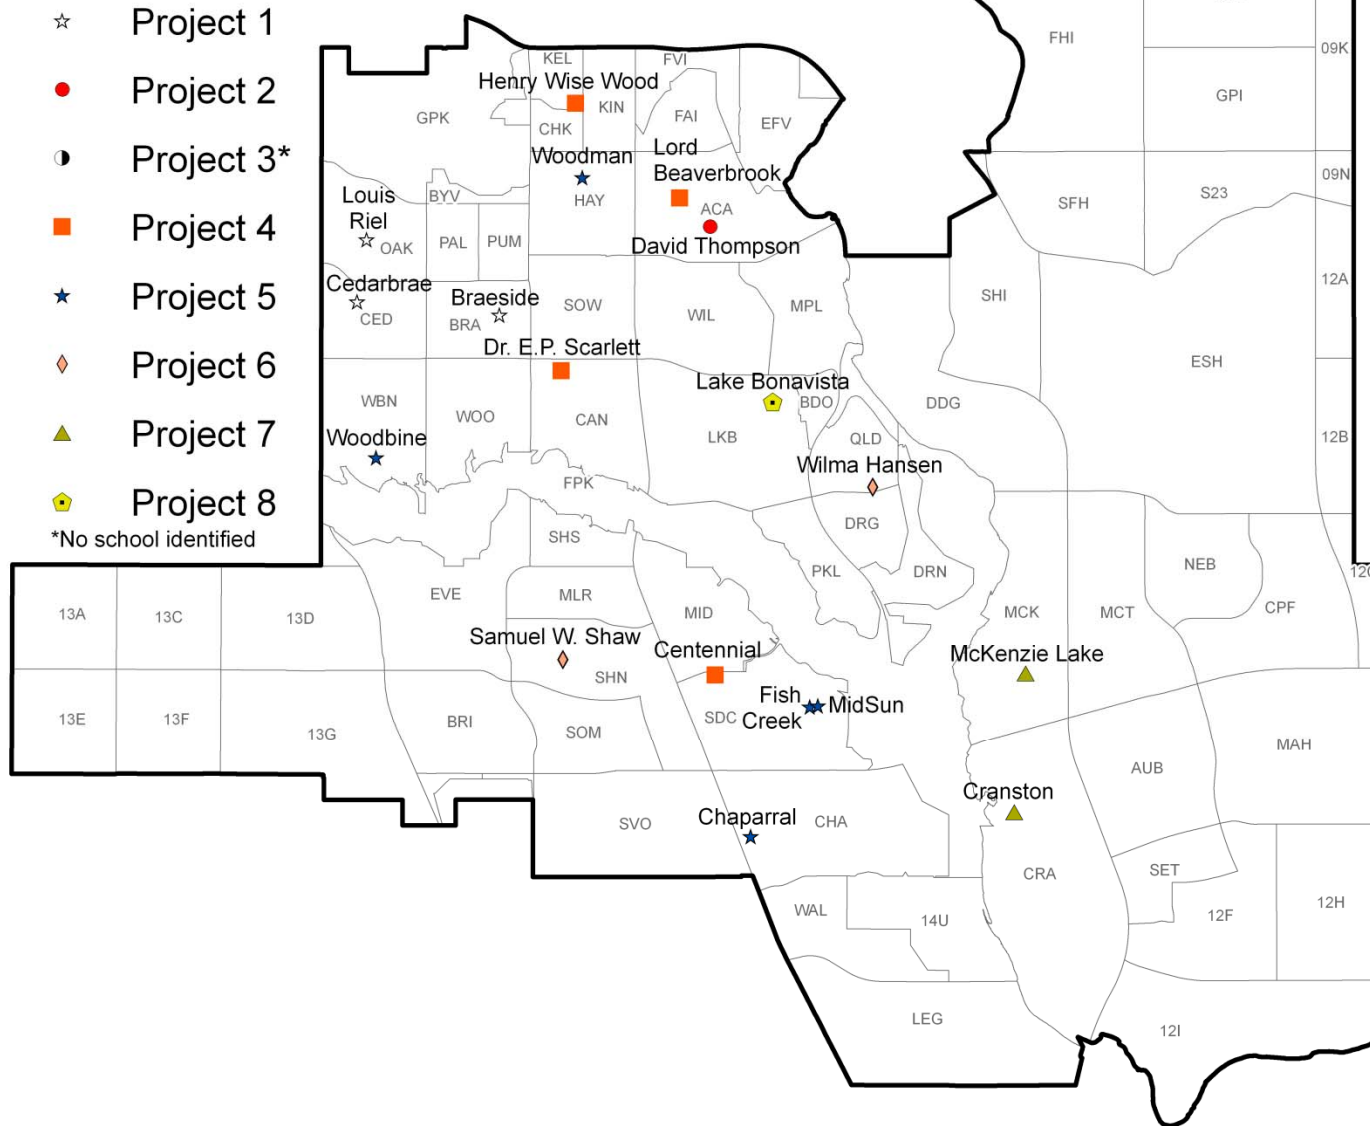 Project 1
Project 2
Project 3*
Project 4
Project 5
Project 6
Project 7
Project 8
*No school identified
FHI
09K
KEL
FVI
Henry Wise Wood
GPI
KIN
GPK
FAI
EFV
CHK
Lord
Beaverbrook
Woodman
09N
Louis
Riel
BYV
HAY
S23
SFH
ACA
OAK
PAL
PUM
David Thompson
12A
Cedarbrae
Braeside
SHI
SOW
MPL
CED
BRA
WIL
Dr. E.P. Scarlett
ESH
Lake Bonavista
WBN
BDO
DDG
WOO
CAN
Woodbine
LKB
QLD
12B
Wilma Hansen
FPK
DRG
SHS
NEB
PKL
DRN
12C
EVE
MLR
13A
13C
13D
MID
MCK
MCT
CPF
Samuel W. Shaw
Centennial
McKenzie Lake
SHN
Fish
Creek
MidSun
13E
13F
13G
BRI
SOM
SDC
MAH
AUB
Cranston
SVO
Chaparral
CHA
CRA
SET
WAL
14U
12F
12H
LEG
12I